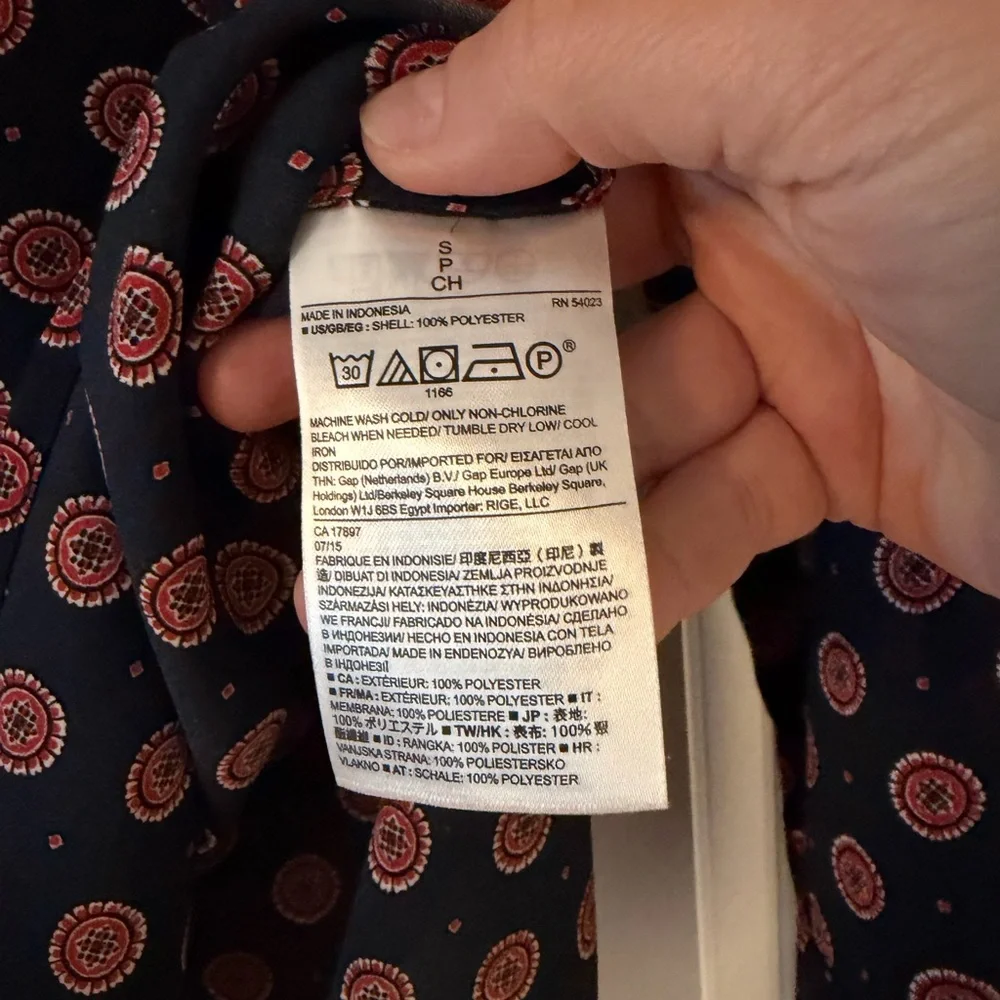 S
P
CH
MADE IN INDONESIA RN 54023
■ US/GB/EG : SHELL: 100% POLYESTER
30 P ®
1166
MACHINE WASH COLD/ ONLY NON-CHLORINE
BLEACH WHEN NEEDED/ TUMBLE DRY LOW/ COOL
IRON
DISTRIBUIDO POR/IMPORTED FOR/ ΕΙΣΑΓΕΤΑΙ ΑΠΟ
ΤΗΝ: Gap (Netherlands) B.V./ Gap Europe Ltd/ Gap (UK
Holdings) Ltd/Berkeley Square House Berkeley Square,
London W1J 6BS Egypt Importer: RIGE, LLC
CA 17897
07/15
FABRIQUE EN INDONISIE/ 印度尼西亞（印尼）製
造/ DIBUAT DI INDONESIA/ ZEMLJA PROIZVODNJE
INDONEZIJA/ ΚΑΤΑΣΚΕΥΑΣΤΗΚΕ ΣΤΗΝ ΙΝΔΟΝΗΣΙΑ/
SZÁRMAZÁSI HELY: INDONÉZIA/ WYPRODUKOWANO
WE FRANCJI/ FABRICADO NA INDONÉSIA/ СДЕЛАНО
В ИНДОНЕЗИИ/ HECHO EN INDONESIA CON TELA
IMPORTADA/ MADE IN ENDENOZYA/ ВИРОБЛЕНО
В ІНДОНЕЗІЇ
■ CA : EXTÉRIEUR: 100% POLYESTER
■ FR/MA : EXTÉRIEUR: 100% POLYESTER ■ IT :
MEMBRANA: 100% POLIESTERE ■ JP : 表地:
100% ポリエステル ■ TW/HK : 表布: 100% 聚
酯纖維 ■ ID : RANGKA: 100% POLISTER ■ HR :
VANJSKA STRANA: 100% POLIESTERSKO
VLAKNO ■ AT : SCHALE: 100% POLYESTER